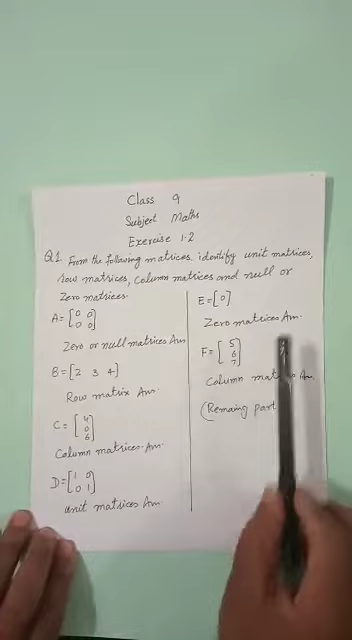 Class 9
Subject Maths
Exercise 1.2
Q1. From the following matrices. identify unit matrices,
row matrices, column matrices and null or
Zero matrices.
A = [0 0
0 0]
Zero or null matrices Ans
B = [2 3 4]
Row matrix Ans
C = [4
0
6]
Column matrices. Ans
D = [1 0
0 1]
unit matrices Ans
E = [0]
Zero matrices Ans.
F = [5
6
7]
Column Ans.
(Remaing part